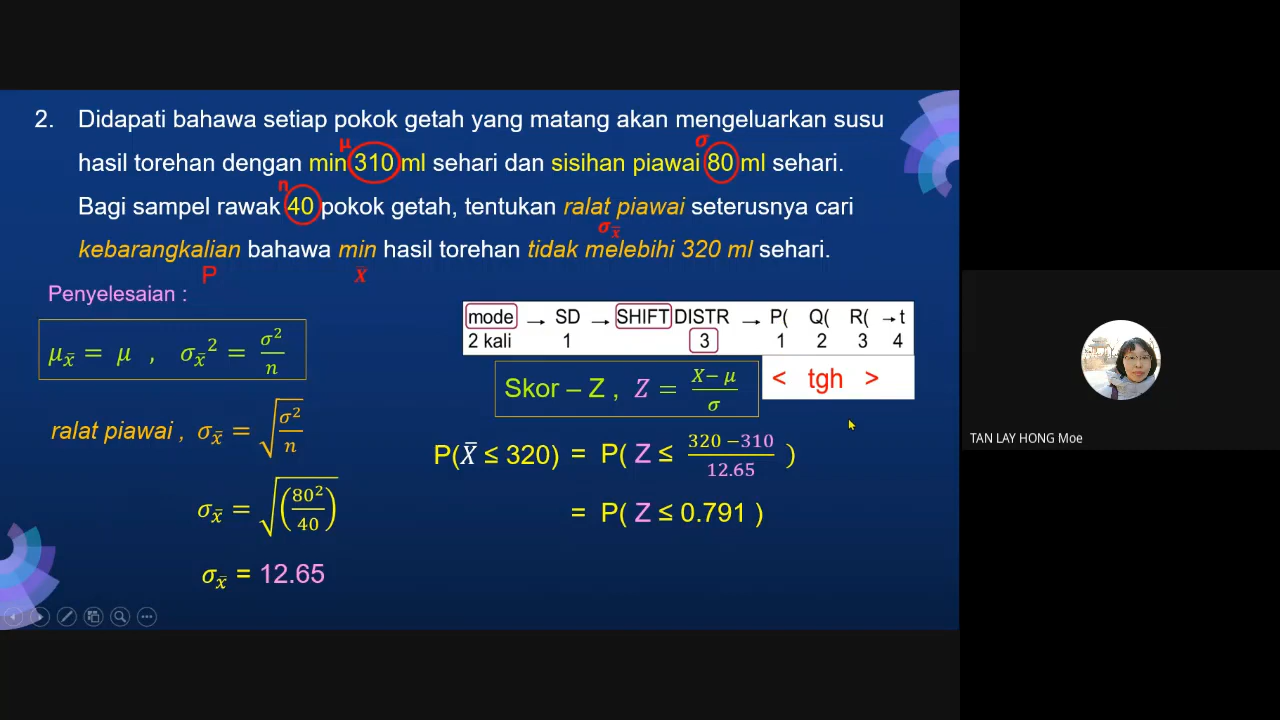 2. Didapati bahawa setiap pokok getah yang matang akan mengeluarkan susu
μ σ
hasil torehan dengan min 310 ml sehari dan sisihan piawai 80 ml sehari.
n
Bagi sampel rawak 40 pokok getah, tentukan ralat piawai seterusnya cari
σx̄
kebarangkalian bahawa min hasil torehan tidak melebihi 320 ml sehari.
P X̄
Penyelesaian :
μx̄ = μ , σx̄² = σ²/n
ralat piawai , σx̄ = √(σ²/n)
σx̄ = √(80²/40)
σx̄ = 12.65
mode → SD → SHIFT DISTR → P( Q( R( →t
2 kali 1 3 1 2 3 4
< tgh >
Skor – Z , Z = (X – μ)/σ
P(X̄ ≤ 320) = P( Z ≤ (320 –310)/12.65 )
= P( Z ≤ 0.791 )
TAN LAY HONG Moe